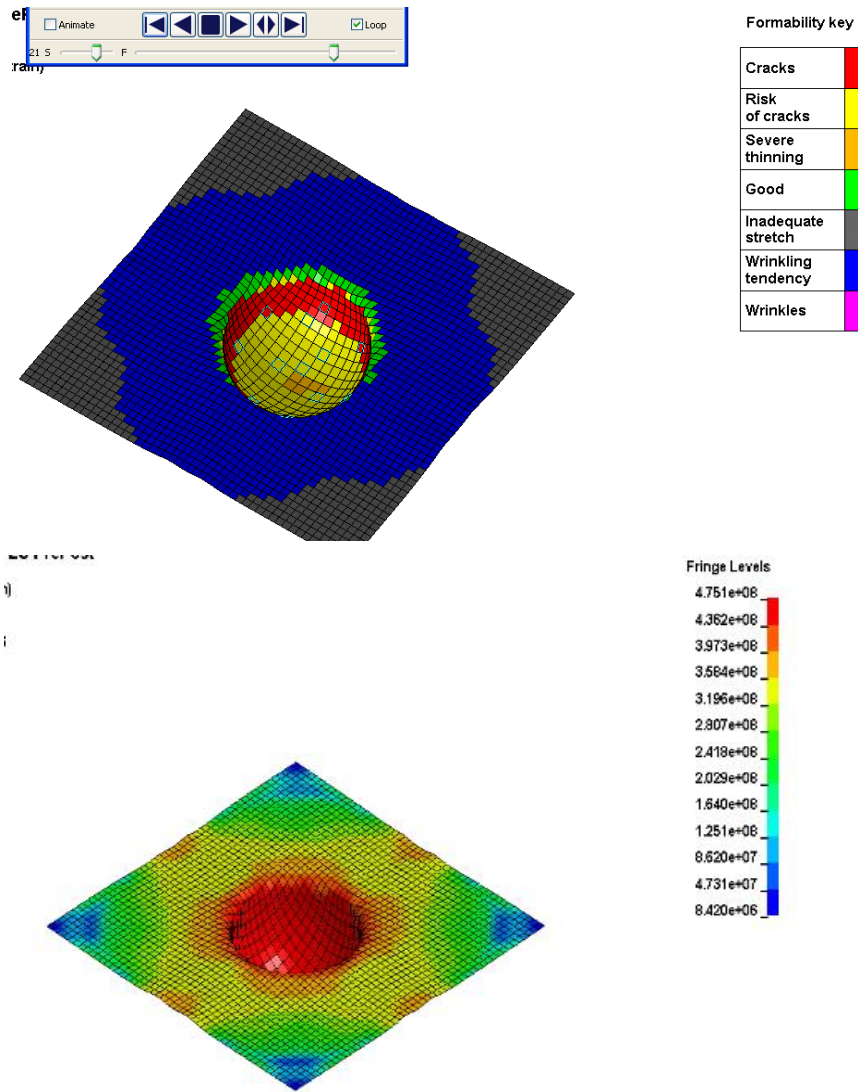 Animate
Loop
21 S
F
Formability key
Cracks
Risk
of cracks
Severe
thinning
Good
Inadequate
stretch
Wrinkling
tendency
Wrinkles
Fringe Levels
4.751e+08
4.362e+08
3.973e+08
3.584e+08
3.196e+08
2.807e+08
2.418e+08
2.029e+08
1.640e+08
1.251e+08
8.620e+07
4.731e+07
8.420e+06